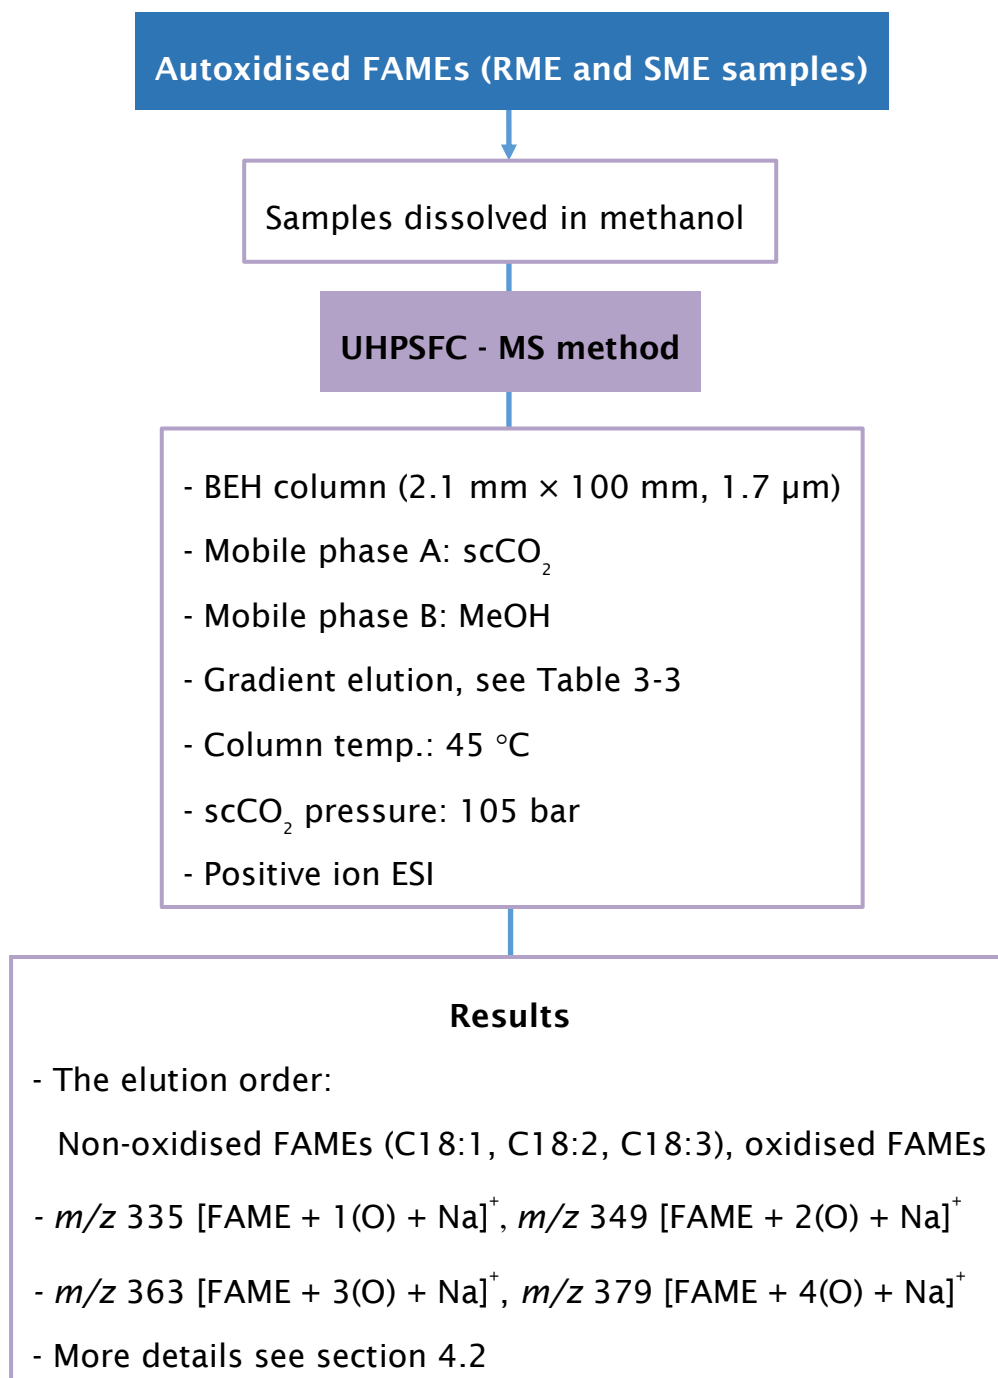 Autoxidised FAMEs (RME and SME samples)
Samples dissolved in methanol
UHPSFC - MS method
- BEH column (2.1 mm × 100 mm, 1.7 µm)
- Mobile phase A: scCO₂
- Mobile phase B: MeOH
- Gradient elution, see Table 3-3
- Column temp.: 45 °C
- scCO₂ pressure: 105 bar
- Positive ion ESI
Results
- The elution order:
Non-oxidised FAMEs (C18:1, C18:2, C18:3), oxidised FAMEs
- m/z 335 [FAME + 1(O) + Na]⁺, m/z 349 [FAME + 2(O) + Na]⁺
- m/z 363 [FAME + 3(O) + Na]⁺, m/z 379 [FAME + 4(O) + Na]⁺
- More details see section 4.2